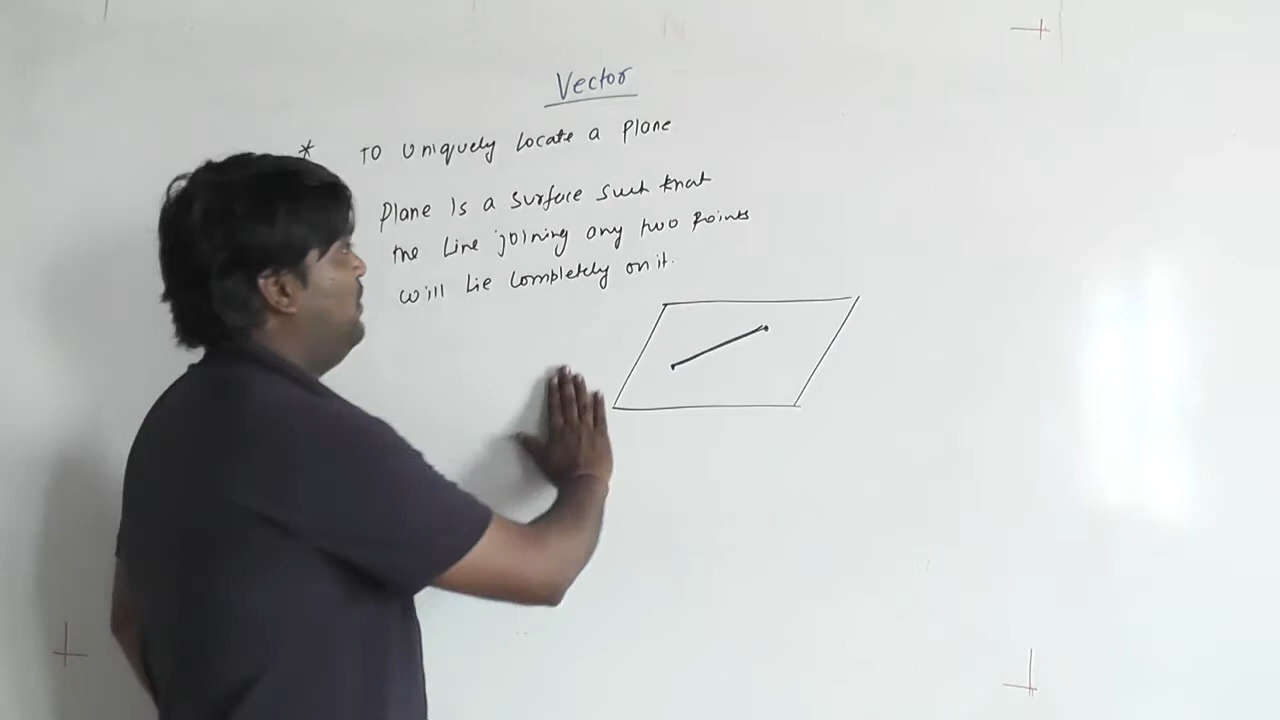 Vector
* To Uniquely Locate a Plane
Plane is a surface such that
the Line joining any two points
will Lie completely on it.